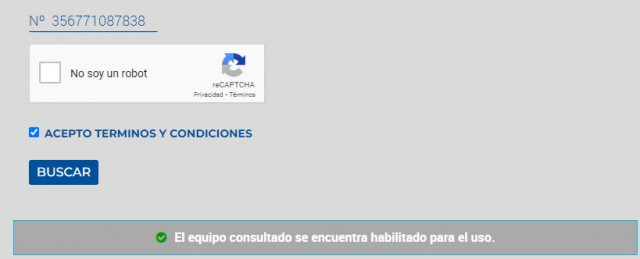 Nº 356771087838
No soy un robot
reCAPTCHA
Privacidad - Términos
ACEPTO TERMINOS Y CONDICIONES
BUSCAR
El equipo consultado se encuentra habilitado para el uso.